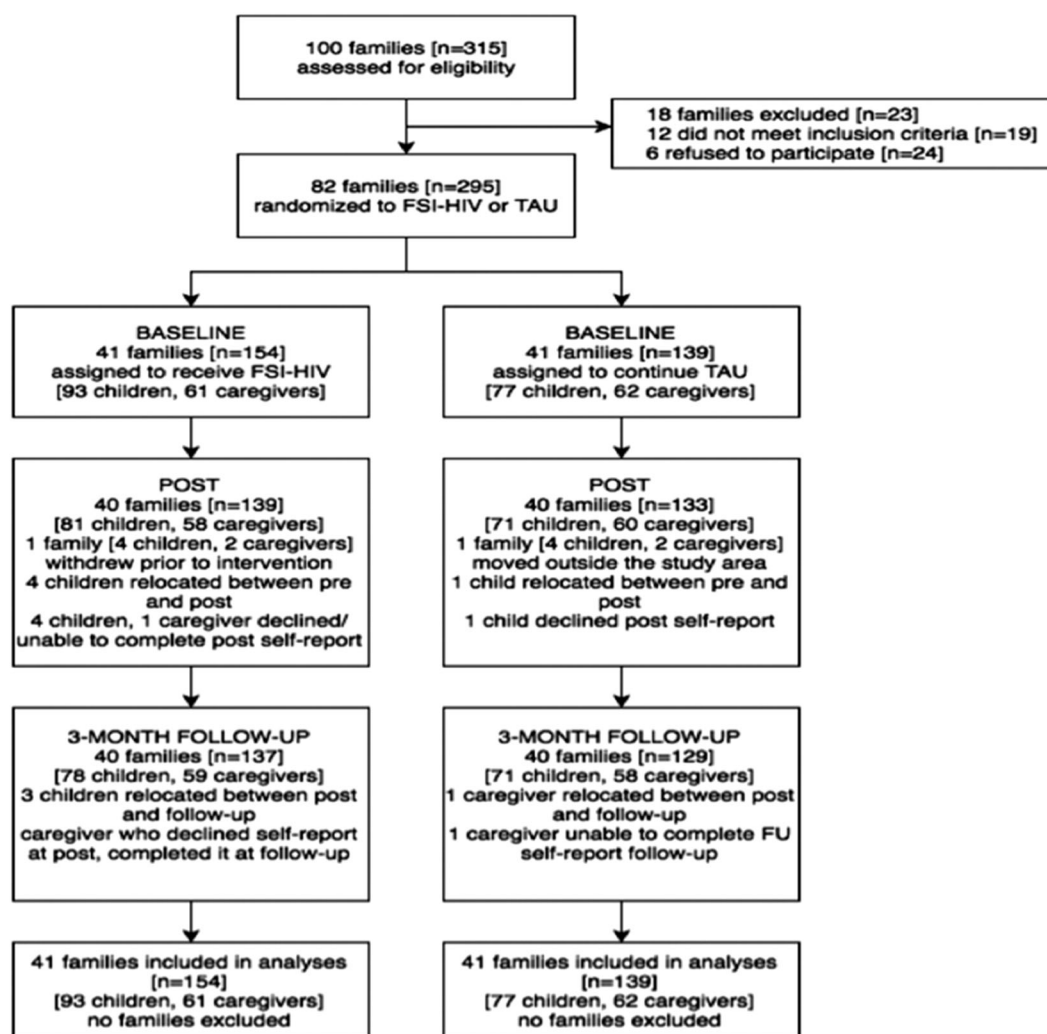 100 families [n=315]
assessed for eligibility
18 families excluded [n=23]
12 did not meet inclusion criteria [n=19]
6 refused to participate [n=24]
82 families [n=295]
randomized to FSI-HIV or TAU
BASELINE
41 families [n=154]
assigned to receive FSI-HIV
[93 children, 61 caregivers]
BASELINE
41 families [n=139]
assigned to continue TAU
[77 children, 62 caregivers]
POST
40 families [n=139]
[81 children, 58 caregivers]
1 family [4 children, 2 caregivers]
withdrew prior to intervention
4 children relocated between pre
and post
4 children, 1 caregiver declined/
unable to complete post self-report
POST
40 families [n=133]
[71 children, 60 caregivers]
1 family [4 children, 2 caregivers]
moved outside the study area
1 child relocated between pre and
post
1 child declined post self-report
3-MONTH FOLLOW-UP
40 families [n=137]
[78 children, 59 caregivers]
3 children relocated between post
and follow-up
caregiver who declined self-report
at post, completed it at follow-up
3-MONTH FOLLOW-UP
40 families [n=129]
[71 children, 58 caregivers]
1 caregiver relocated between post
and follow-up
1 caregiver unable to complete FU
self-report follow-up
41 families included in analyses
[n=154]
[93 children, 61 caregivers]
no families excluded
41 families included in analyses
[n=139]
[77 children, 62 caregivers]
no families excluded